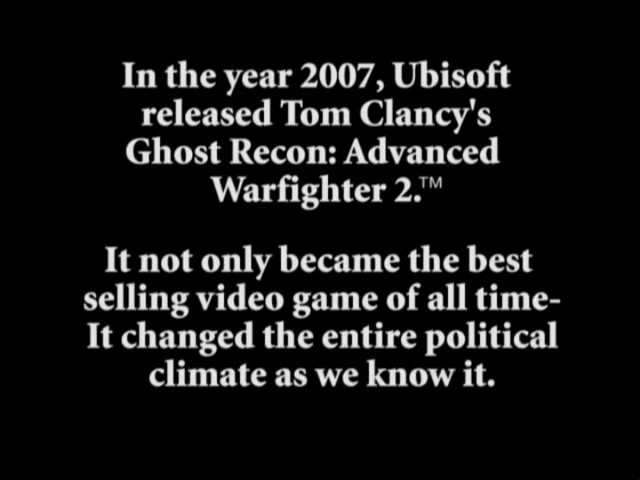 In the year 2007, Ubisoft
released Tom Clancy's
Ghost Recon: Advanced
Warfighter 2.™
It not only became the best
selling video game of all time-
It changed the entire political
climate as we know it.